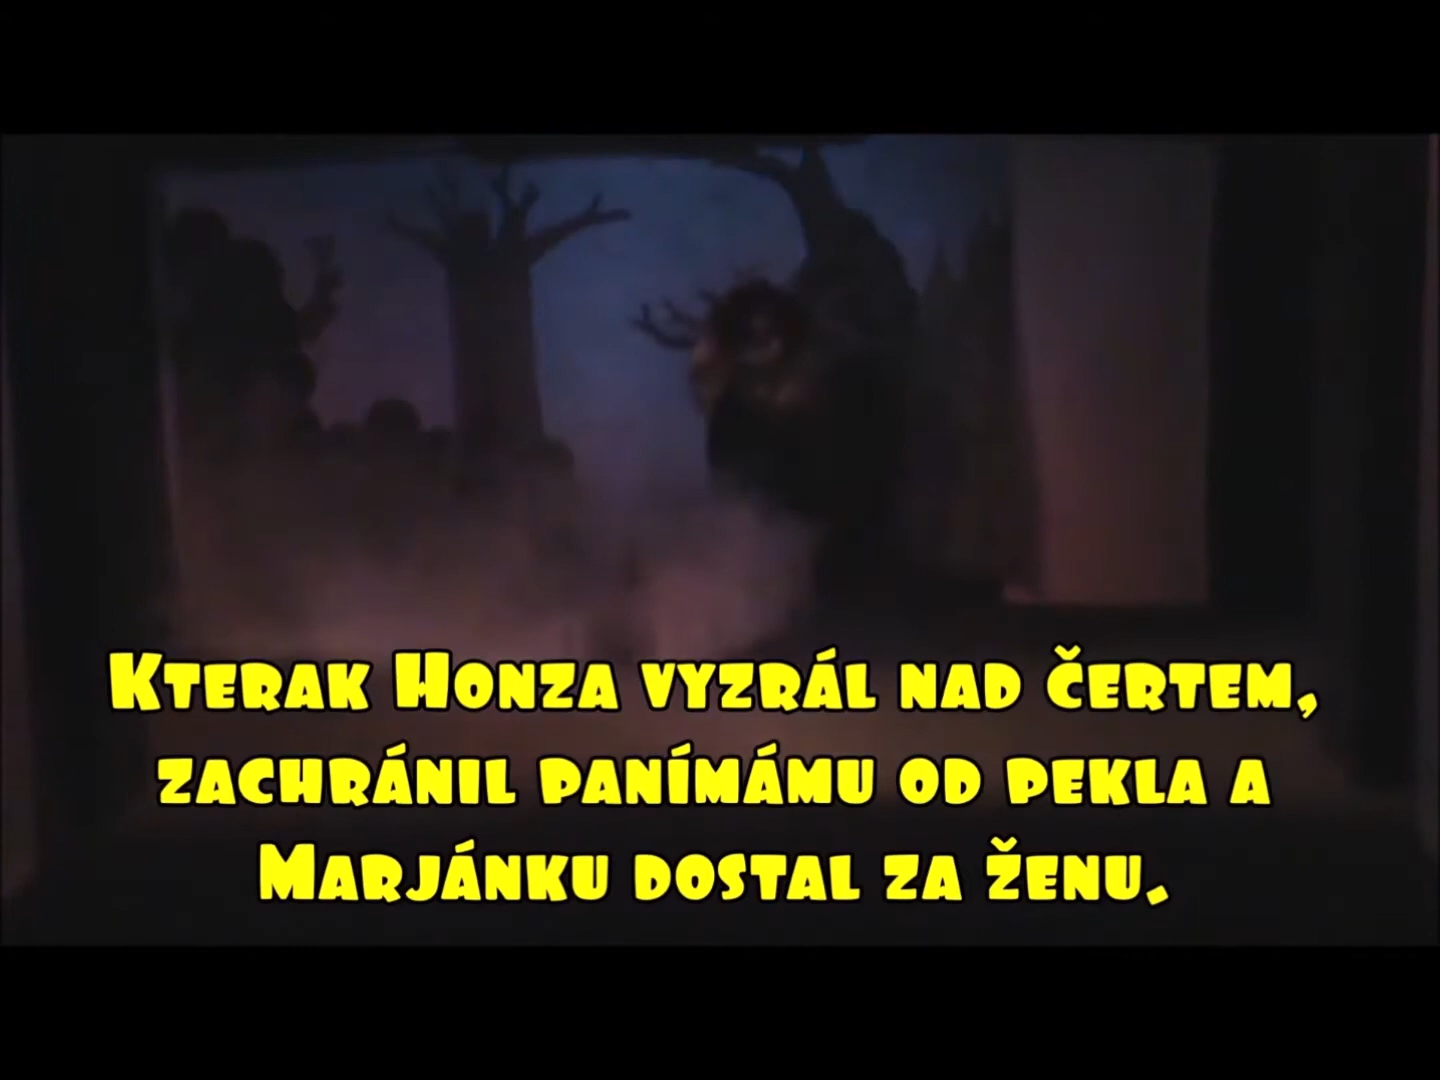 Kterak Honza vyzrál nad čertem,
zachránil panímámu od pekla a
Marjánku dostal za ženu.